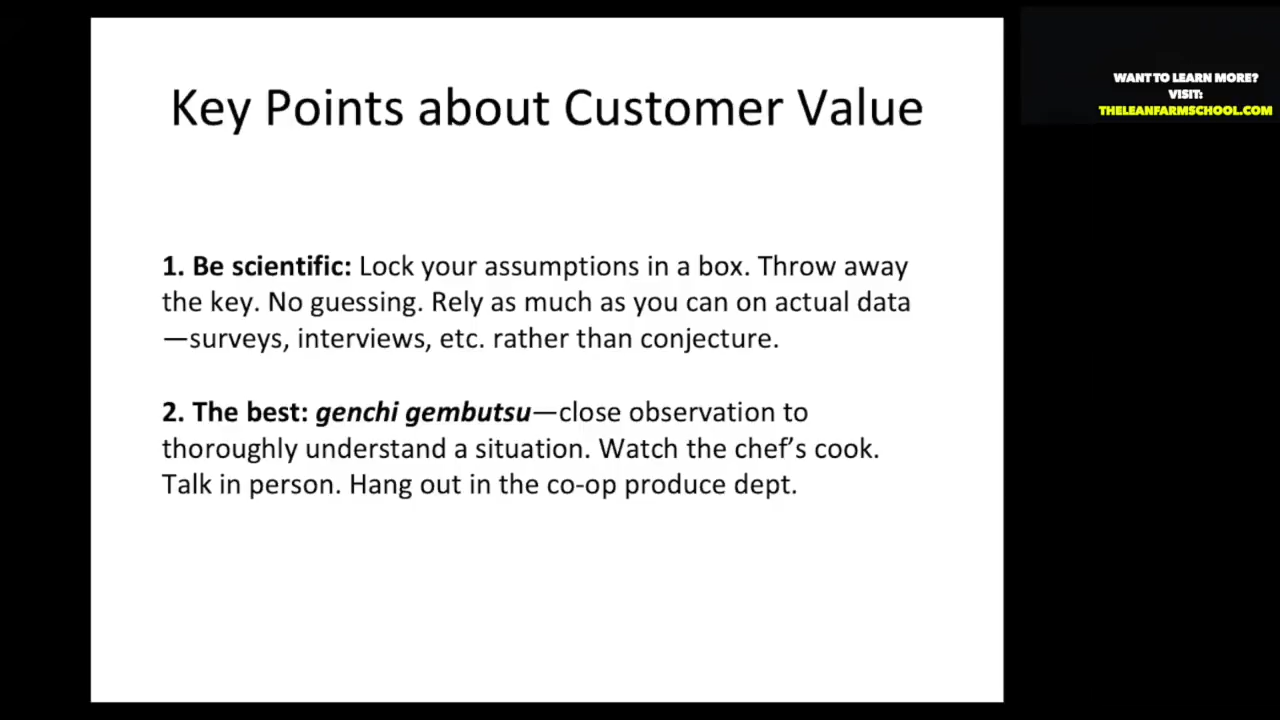 Key Points about Customer Value
WANT TO LEARN MORE?
VISIT:
THELEANFARMSCHOOL.COM
1. Be scientific: Lock your assumptions in a box. Throw away
the key. No guessing. Rely as much as you can on actual data
—surveys, interviews, etc. rather than conjecture.
2. The best: genchi gembutsu—close observation to
thoroughly understand a situation. Watch the chef’s cook.
Talk in person. Hang out in the co-op produce dept.